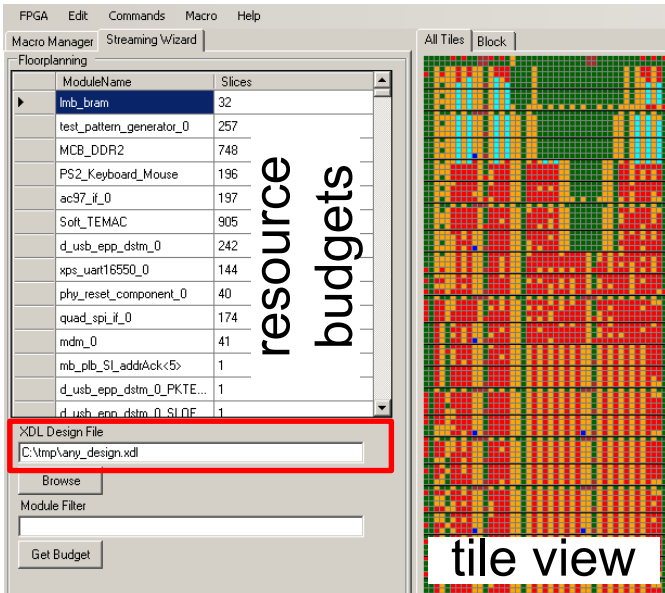 FPGA Edit Commands Macro Help
Macro Manager Streaming Wizard
All Tiles Block
Floorplanning
ModuleName Slices
lmb_bram 32
test_pattern_generator_0 257
MCB_DDR2 748
PS2_Keyboard_Mouse 196
ac97_if_0 197
Soft_TEMAC 905
d_usb_epp_dstm_0 242
xps_uart16550_0 144
phy_reset_component_0 40
quad_spi_if_0 174
mdm_0 41
mb_plb_Sl_addrAck<5> 1
d_usb_epp_dstm_0_PKTE... 1
d_usb_epp_dstm_0_SLOE 1
resource
budgets
XDL Design File
C:\tmp\any_design.xdl
Browse
Module Filter
Get Budget
tile view